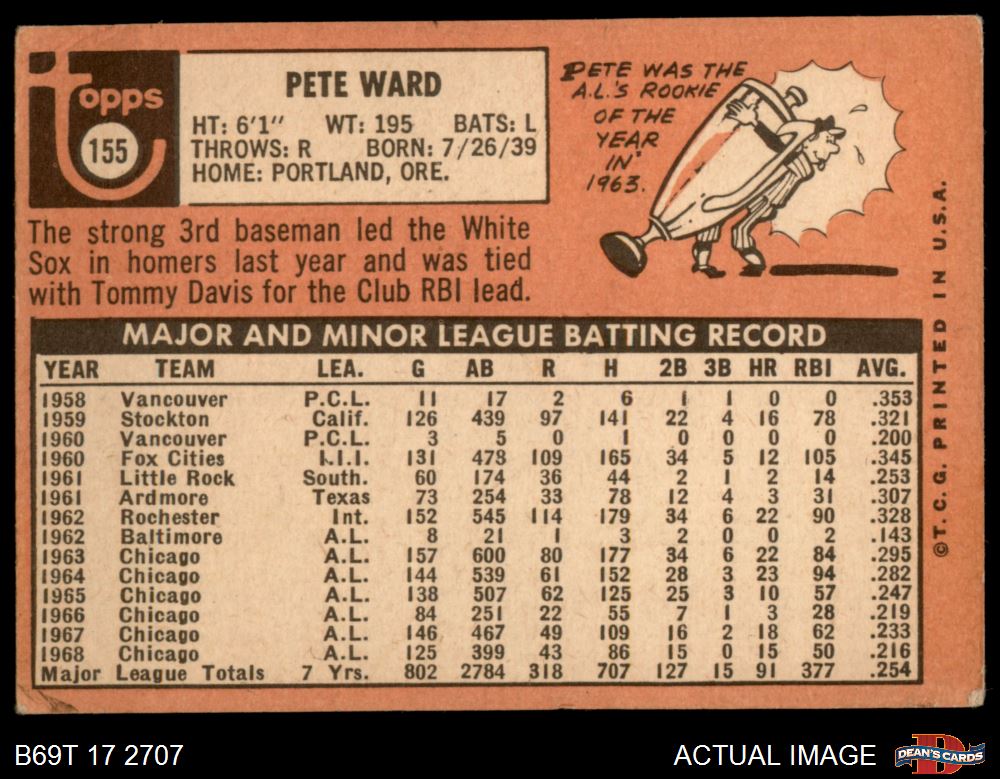 Topps
155
PETE WARD
HT: 6'1" WT: 195 BATS: L
THROWS: R BORN: 7/26/39
HOME: PORTLAND, ORE.
PETE WAS THE
A.L.'S ROOKIE
OF THE
YEAR
IN
1963.
The strong 3rd baseman led the White
Sox in homers last year and was tied
with Tommy Davis for the Club RBI lead.
MAJOR AND MINOR LEAGUE BATTING RECORD
YEAR TEAM LEA. G AB R H 2B 3B HR RBI AVG.
1958 Vancouver P.C.L. 11 17 2 6 1 1 0 0 .353
1959 Stockton Calif. 126 439 97 141 22 4 16 78 .321
1960 Vancouver P.C.L. 3 5 0 1 0 0 0 0 .200
1960 Fox Cities I.I.I. 131 478 109 165 34 5 12 105 .345
1961 Little Rock South. 60 174 36 44 2 1 2 14 .253
1961 Ardmore Texas 73 254 33 78 12 4 3 31 .307
1962 Rochester Int. 152 545 114 179 34 6 22 90 .328
1962 Baltimore A.L. 8 21 1 3 2 0 0 2 .143
1963 Chicago A.L. 157 600 80 177 34 6 22 84 .295
1964 Chicago A.L. 144 539 61 152 28 3 23 94 .282
1965 Chicago A.L. 138 507 62 125 25 3 10 57 .247
1966 Chicago A.L. 84 251 22 55 7 1 3 28 .219
1967 Chicago A.L. 146 467 49 109 16 2 18 62 .233
1968 Chicago A.L. 125 399 43 86 15 0 15 50 .216
Major League Totals 7 Yrs. 802 2784 318 707 127 15 91 377 .254
©T.C.G. PRINTED IN U.S.A.
B69T 17 2707
ACTUAL IMAGE
DEAN'S CARDS